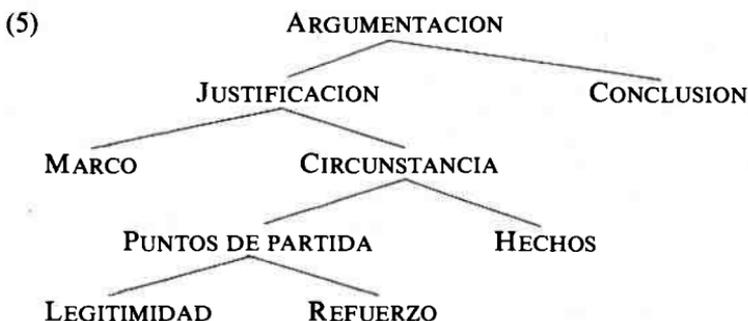 (5) ARGUMENTACION
JUSTIFICACION CONCLUSION
MARCO CIRCUNSTANCIA
PUNTOS DE PARTIDA HECHOS
LEGITIMIDAD REFUERZO